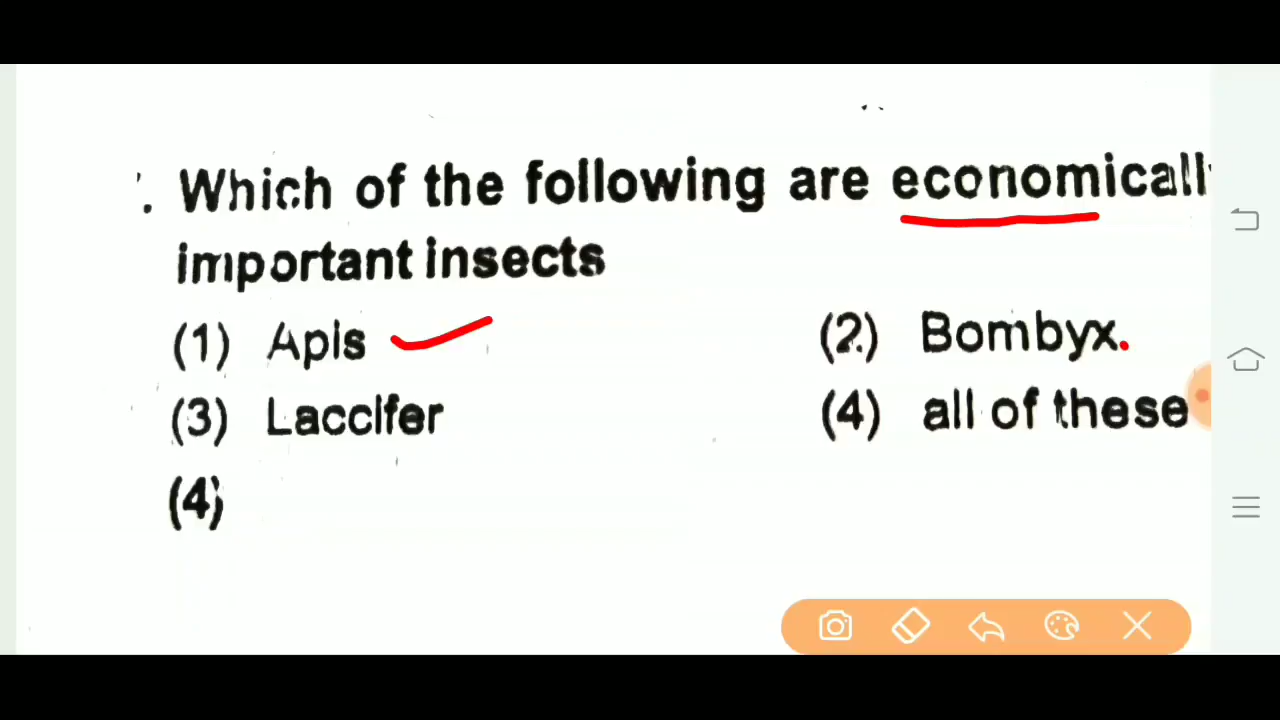 . Which of the following are economicall
important insects
(1) Apis (2) Bombyx.
(3) Laccifer (4) all of these
(4)